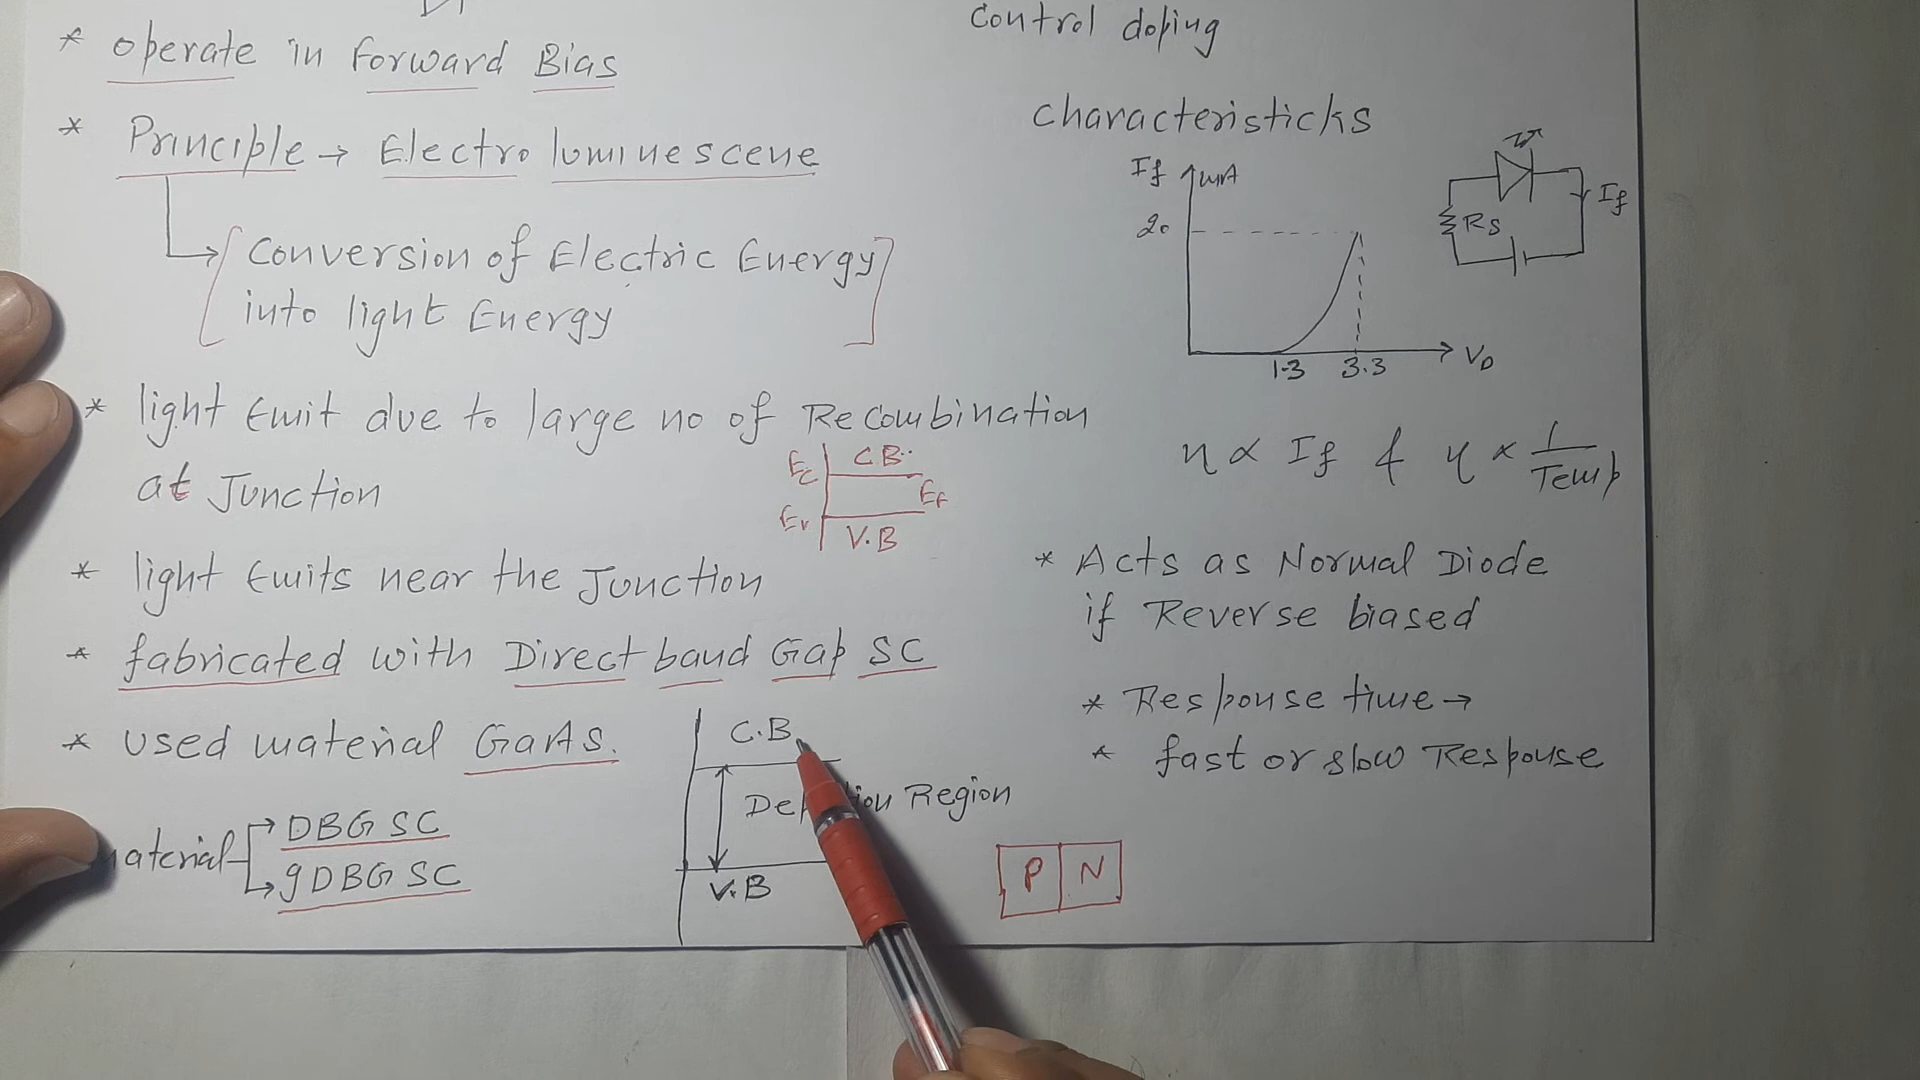 * operate in Forward Bias
* Principle → Electro luminescene
Conversion of Electric Energy
into light Energy
* light Emit due to large no of Recombination
at Junction
Ec C.B.
Ef
Ev V.B
* light Emits near the Junction
* fabricated with Direct band Gap SC
* used material GaAs.
aterial DBG SC
gDBG SC
C.B.
Region
V.B
P N
Control doping
Characteristicks
If mA
20
1.3 3.3 VD
Rs If
η ∝ If & η ∝ 1/Temp
* Acts as Normal Diode
if Reverse biased
* Response time →
* fast or slow Response